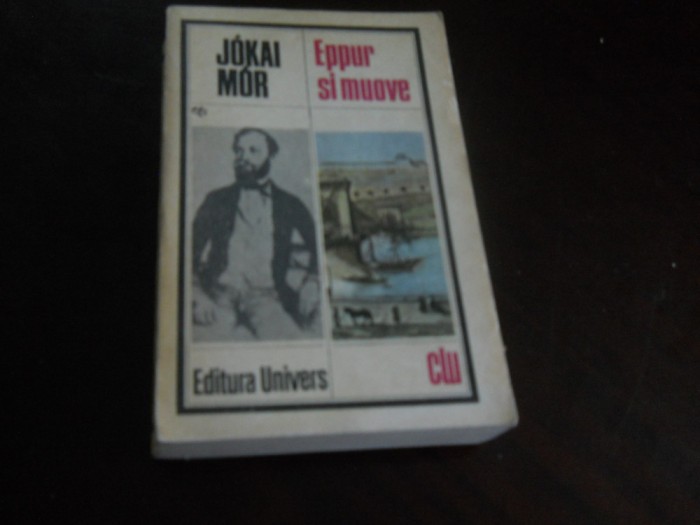 JÓKAI
MÓR
Eppur
si muove
Editura Univers
clu